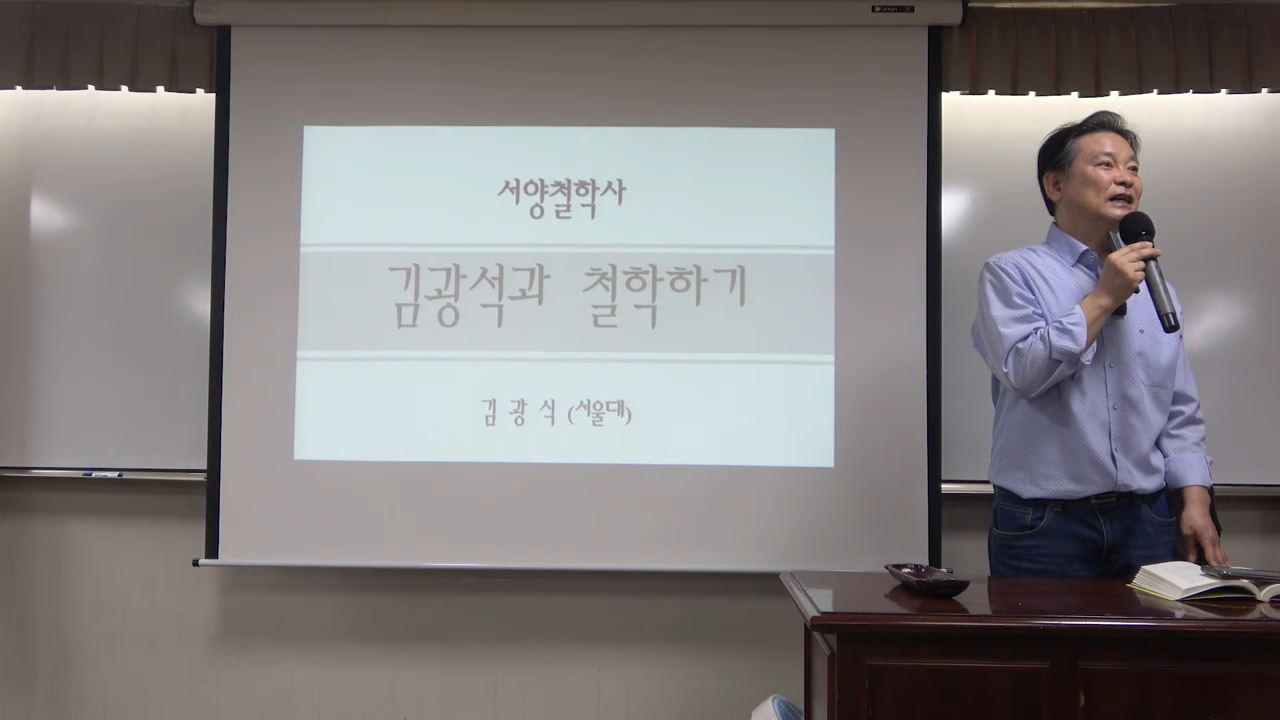 서양철학사
김광석과 철학하기
김 광 식 (서울대)